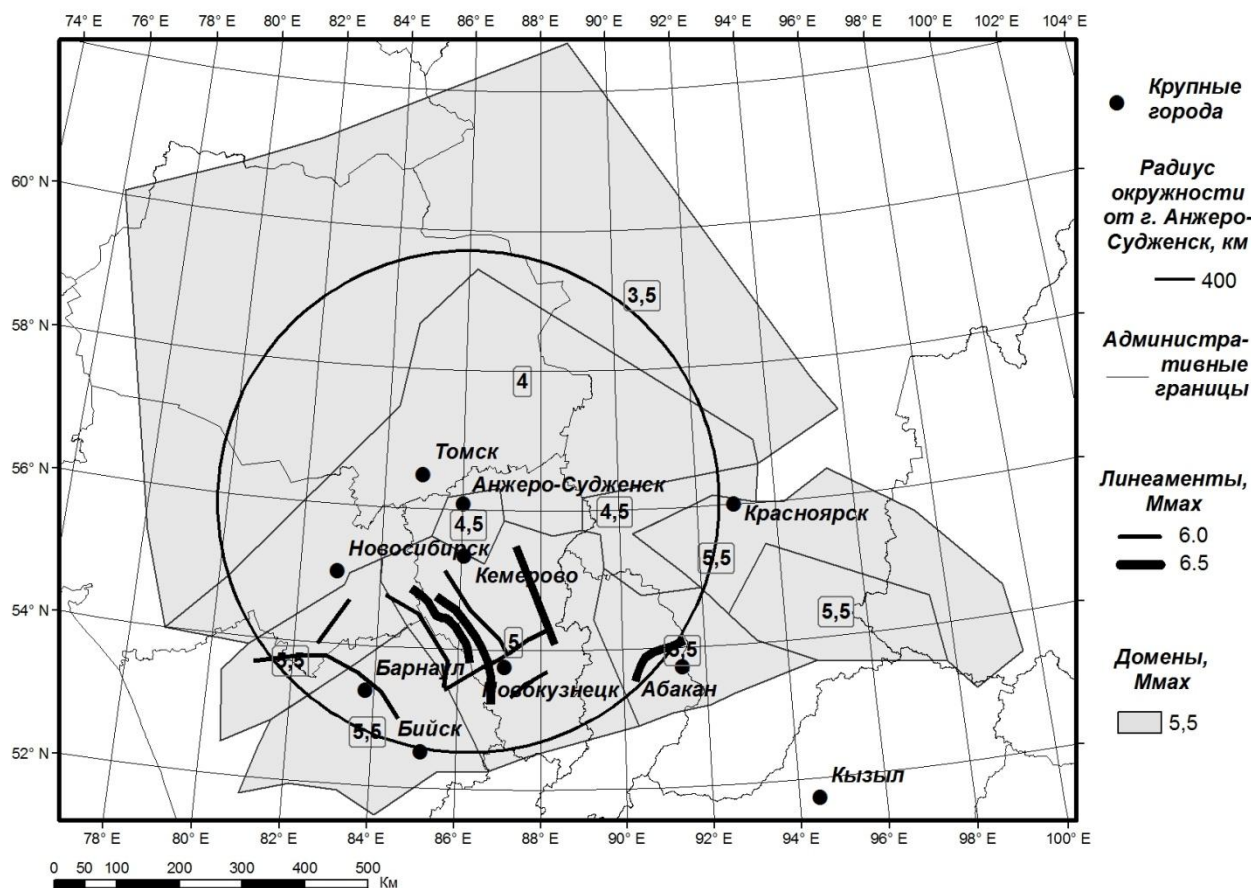 74° E 76° E 78° E 80° E 82° E 84° E 86° E 88° E 90° E 92° E 94° E 96° E 98° E 100° E 102° E 104° E
60° N
58° N
56° N
54° N
52° N
3,5
4
Томск
Анжеро-Судженск
4,5
4,5
Красноярск
Новосибирск
Кемерово
5,5
5,5
5
5,5
5,5
Барнаул
Новокузнецк
Абакан
5,5
Бийск
Кызыл
78° E 80° E 82° E 84° E 86° E 88° E 90° E 92° E 94° E 96° E 98° E 100° E
0 50 100 200 300 400 500
Км
Крупные
города
Радиус
окружности
от г. Анжеро-
Судженск, км
400
Администра-
тивные
границы
Линеаменты,
Ммах
6.0
6.5
Домены,
Ммах
5,5